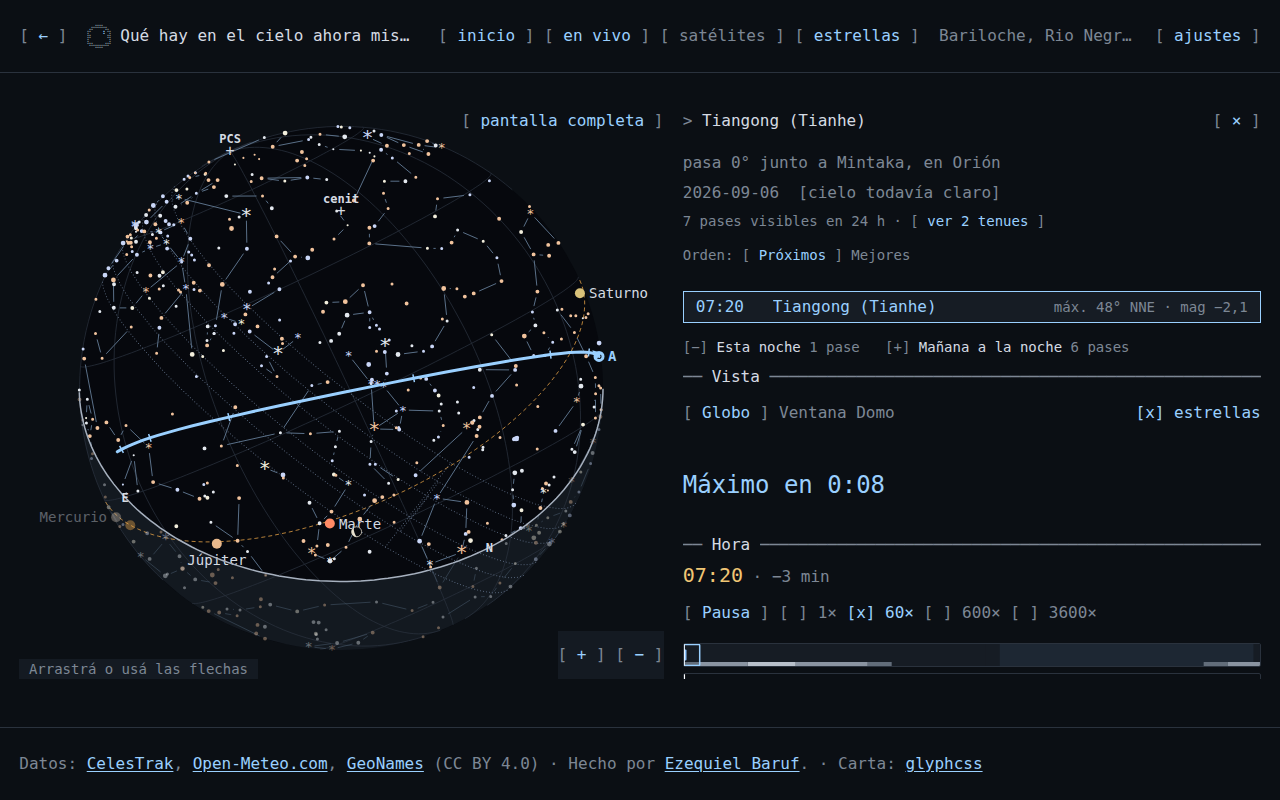 [ ← ] Qué hay en el cielo ahora mis… [ inicio ] [ en vivo ] [ satélites ] [ estrellas ] Bariloche, Rio Negr… [ ajustes ]
[ pantalla completa ]
PCS
cenit
Saturno
A
E
Mercurio
Marte
Júpiter
N
[ + ] [ − ]
Arrastrá o usá las flechas
> Tiangong (Tianhe) [ × ]
pasa 0° junto a Mintaka, en Orión
2026-09-06 [cielo todavía claro]
7 pases visibles en 24 h · [ ver 2 tenues ]
Orden: [ Próximos ] Mejores
07:20 Tiangong (Tianhe) máx. 48° NNE · mag −2,1
[−] Esta noche 1 pase [+] Mañana a la noche 6 pases
Vista
[ Globo ] Ventana Domo [x] estrellas
Máximo en 0:08
Hora
07:20 · −3 min
[ Pausa ] [ ] 1× [x] 60× [ ] 600× [ ] 3600×
Datos: CelesTrak, Open-Meteo.com, GeoNames (CC BY 4.0) · Hecho por Ezequiel Baruf. · Carta: glyphcss